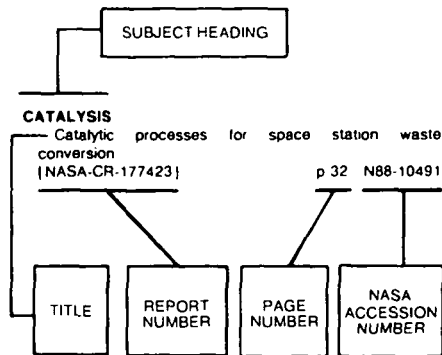 SUBJECT HEADING
CATALYSIS
Catalytic processes for space station waste
conversion
[NASA-CR-177423] p 32 N88-10491
TITLE
REPORT
NUMBER
PAGE
NUMBER
NASA
ACCESSION
NUMBER